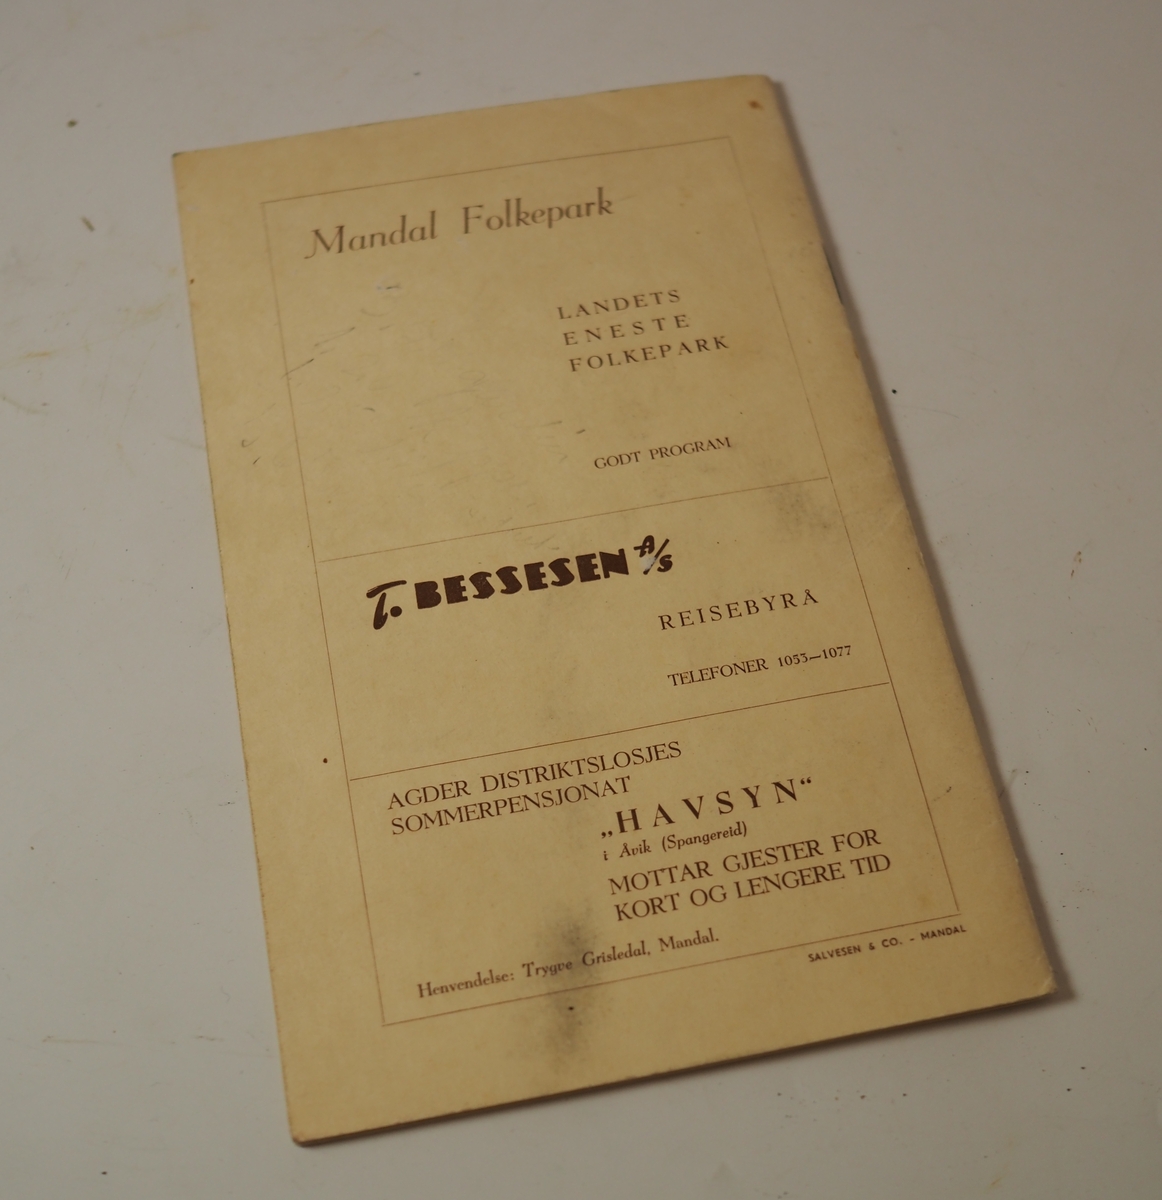 Mandal Folkepark
LANDETS
ENESTE
FOLKEPARK
GODT PROGRAM
T. BESSESEN A/S
REISEBYRÅ
TELEFONER 1053—1077
AGDER DISTRIKTSLOSJES
SOMMERPENSJONAT
„HAVSYN“
i Åvik (Spangereid)
MOTTAR GJESTER FOR
KORT OG LENGERE TID
Henvendelse: Trygve Grisledal, Mandal.
SALVESEN & CO. - MANDAL